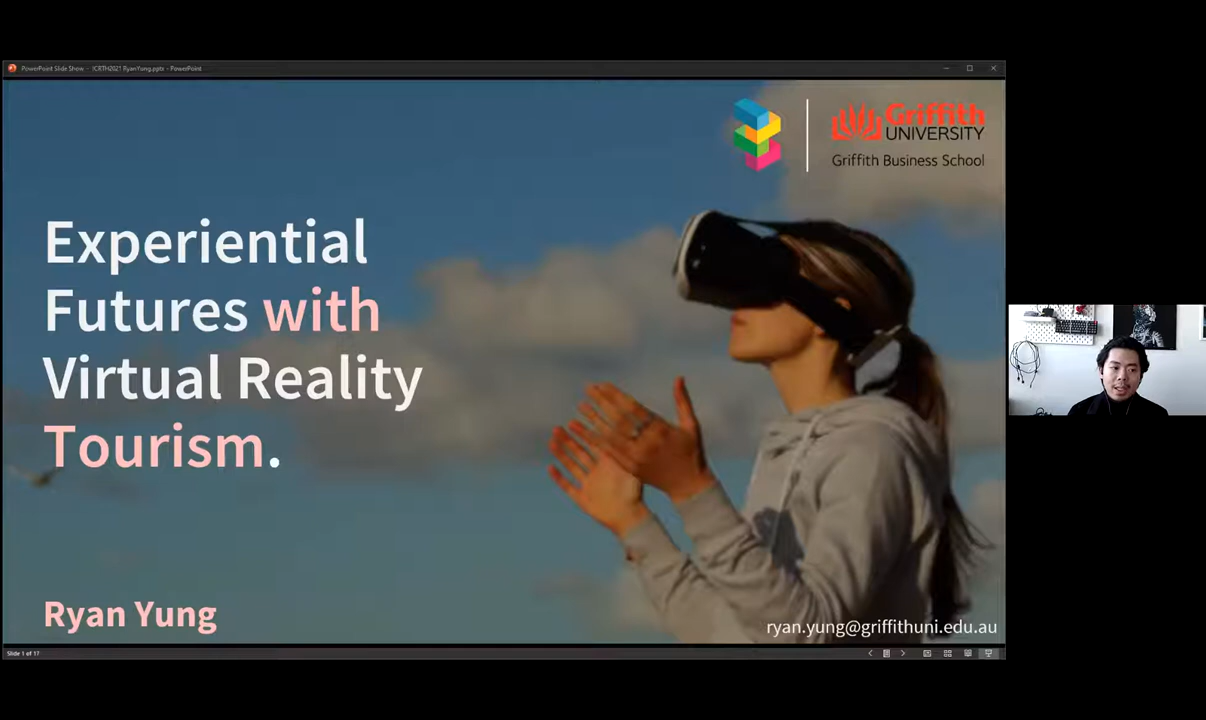 PowerPoint Slide Show - ICRTH2021 RyanYung.pptx - PowerPoint
Griffith
UNIVERSITY
Griffith Business School
Experiential
Futures with
Virtual Reality
Tourism.
Ryan Yung
ryan.yung@griffithuni.edu.au
Slide 1 of 17